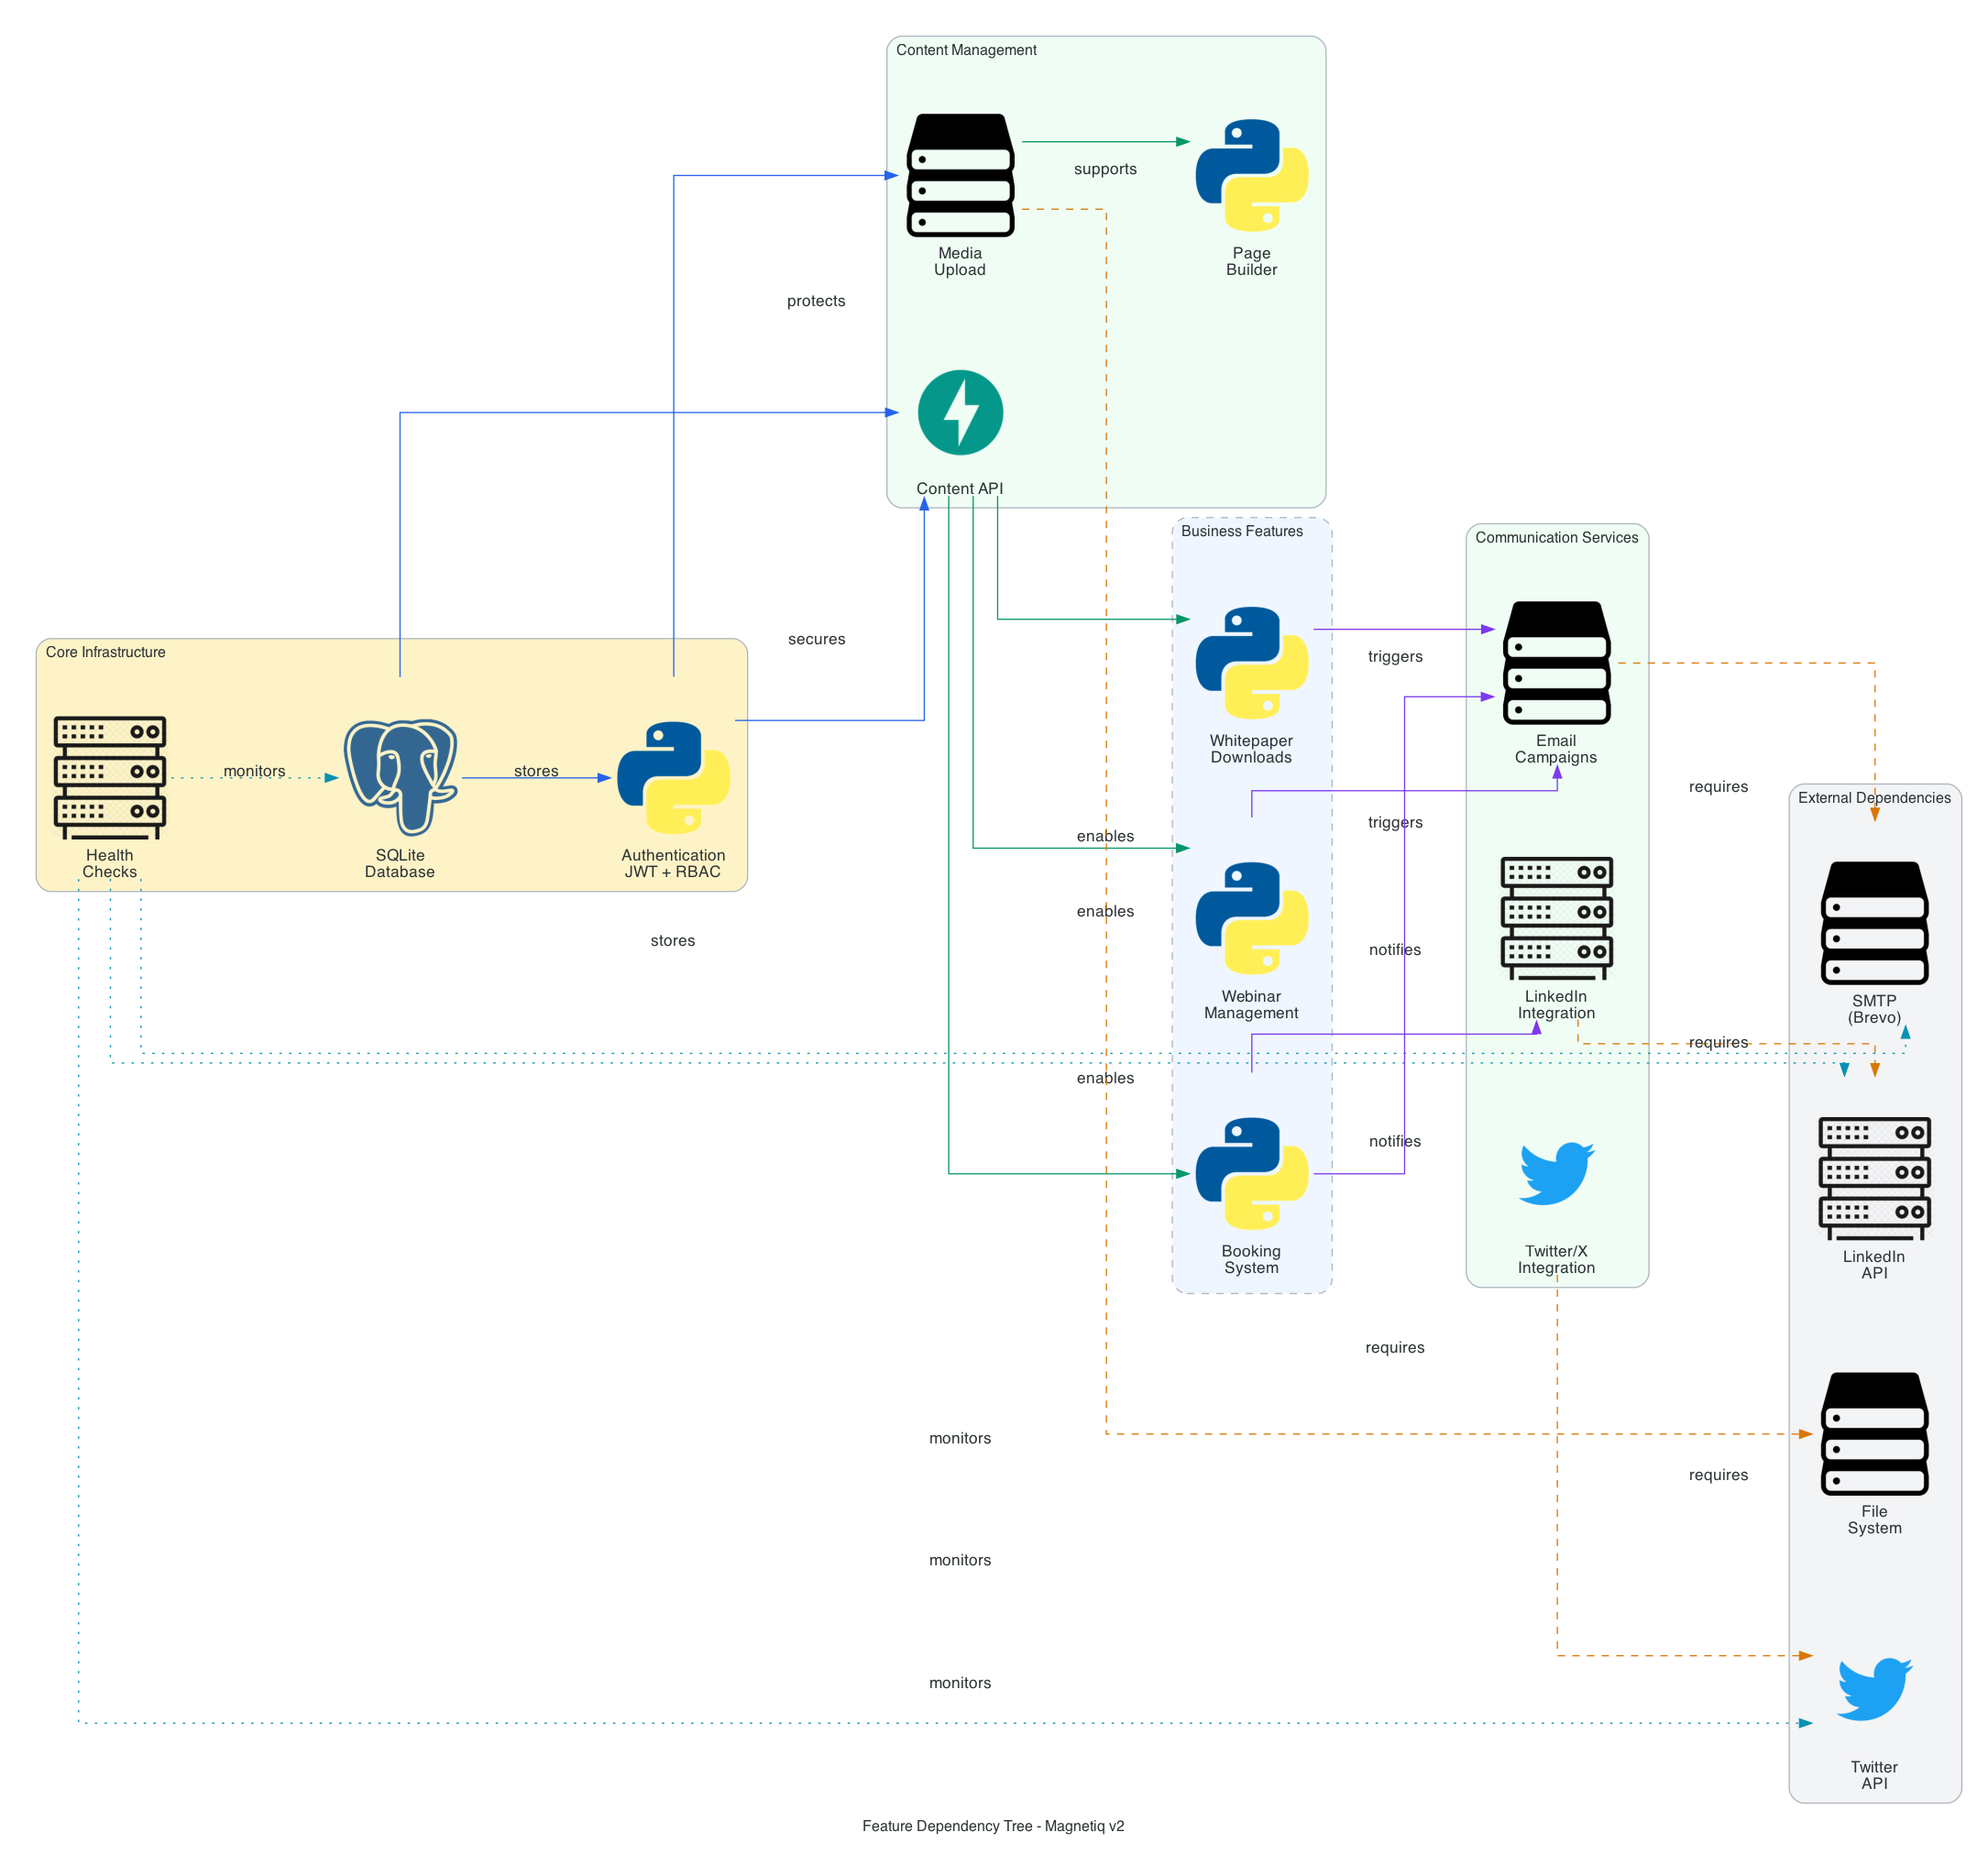 Content Management
supports
Media
Upload
Page
Builder
protects
Content API
Business Features
Communication Services
Core Infrastructure
secures
triggers
Whitepaper
Downloads
Email
Campaigns
monitors
stores
requires
External Dependencies
Health
Checks
SQLite
Database
Authentication
JWT + RBAC
triggers
enables
enables
stores
notifies
Webinar
Management
LinkedIn
Integration
SMTP
(Brevo)
requires
enables
notifies
Booking
System
Twitter/X
Integration
LinkedIn
API
requires
monitors
requires
File
System
monitors
monitors
Twitter
API
Feature Dependency Tree - Magnetiq v2